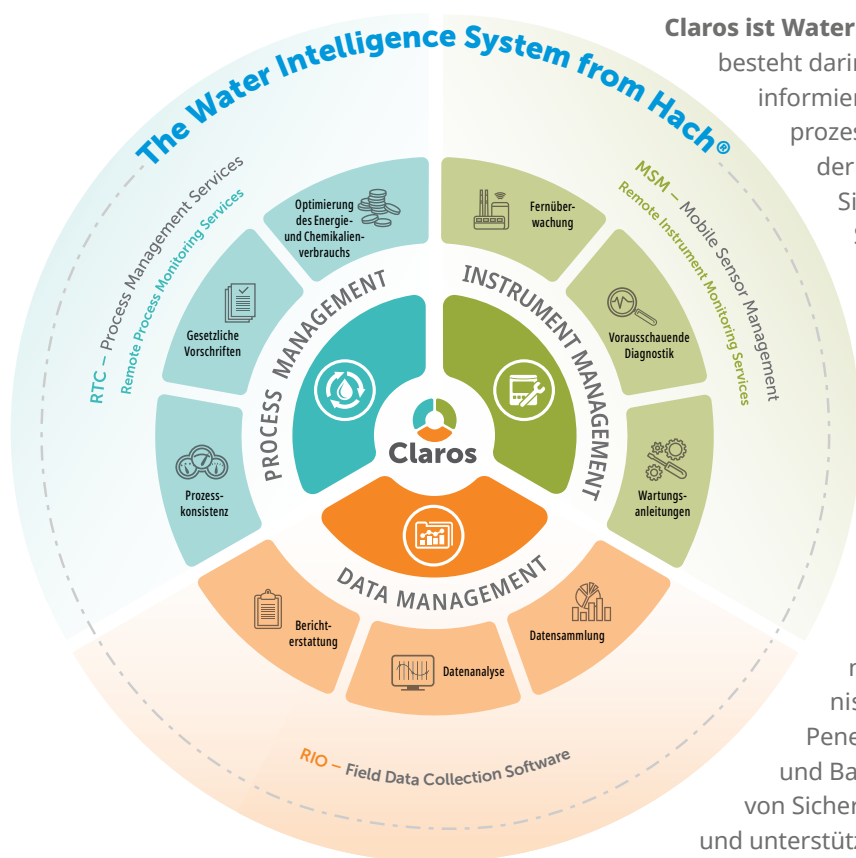 The Water Intelligence System from Hach®
Claros ist Water
besteht darin
informier
prozes
der
Si
RTC – Process Management Services
Remote Process Monitoring Services
MSM – Mobile Sensor Management
Remote Instrument Monitoring Services
Optimierung
des Energie-
und Chemikalien-
verbrauchs
Gesetzliche
Vorschriften
Prozess-
konsistenz
PROCESS MANAGEMENT
Fernüber-
wachung
Vorausschauende
Diagnostik
Wartungs-
anleitungen
INSTRUMENT MANAGEMENT
Claros
DATA MANAGEMENT
Bericht-
erstattung
Datenanalyse
Datensammlung
RIO – Field Data Collection Software
nis
Pene
und Ba
von Sicher
und unterstütz